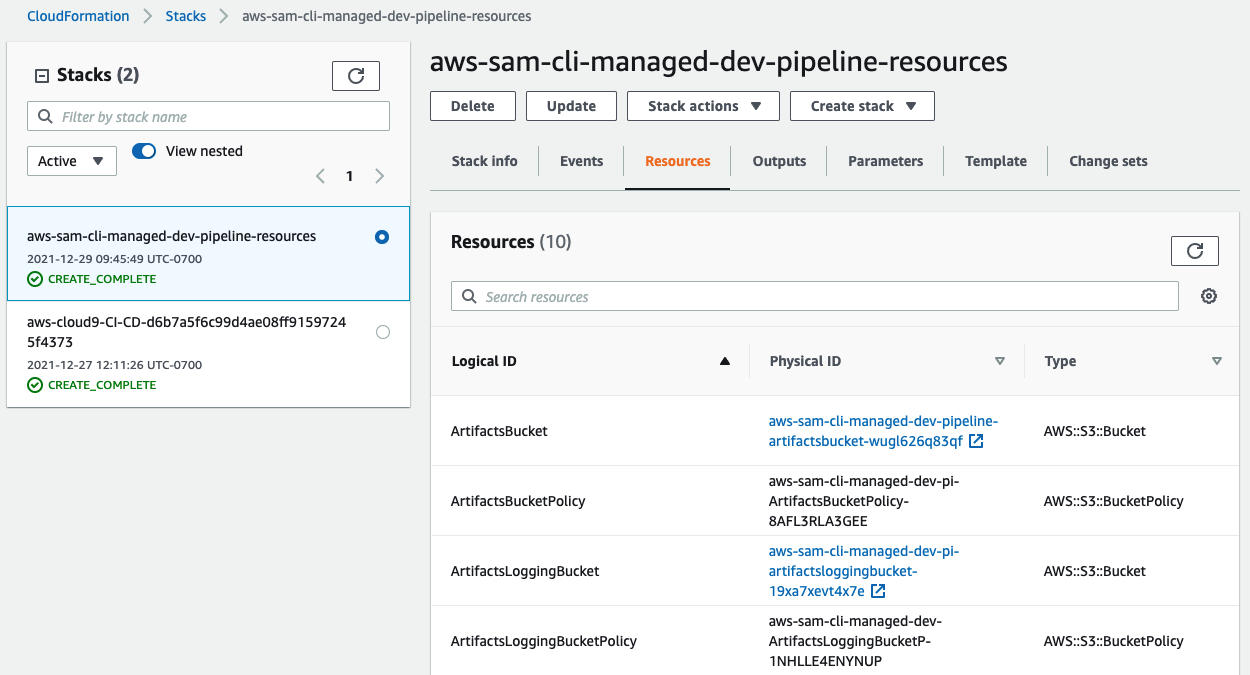 CloudFormation > Stacks > aws-sam-cli-managed-dev-pipeline-resources
Stacks (2)
Filter by stack name
Active
View nested
1
aws-sam-cli-managed-dev-pipeline-resources
2021-12-29 09:45:49 UTC-0700
CREATE_COMPLETE
aws-cloud9-CI-CD-d6b7a5f6c99d4ae08ff9159724
5f4373
2021-12-27 12:11:26 UTC-0700
CREATE_COMPLETE
aws-sam-cli-managed-dev-pipeline-resources
Delete Update Stack actions Create stack
Stack info Events Resources Outputs Parameters Template Change sets
Resources (10)
Search resources
Logical ID Physical ID Type
ArtifactsBucket
aws-sam-cli-managed-dev-pipeline-
artifactsbucket-wugl626q83qf
AWS::S3::Bucket
ArtifactsBucketPolicy
aws-sam-cli-managed-dev-pi-
ArtifactsBucketPolicy-
8AFL3RLA3GEE
AWS::S3::BucketPolicy
ArtifactsLoggingBucket
aws-sam-cli-managed-dev-pi-
artifactsloggingbucket-
19xa7xevt4x7e
AWS::S3::Bucket
ArtifactsLoggingBucketPolicy
aws-sam-cli-managed-dev-
ArtifactsLoggingBucketP-
1NHLLE4ENYNUP
AWS::S3::BucketPolicy